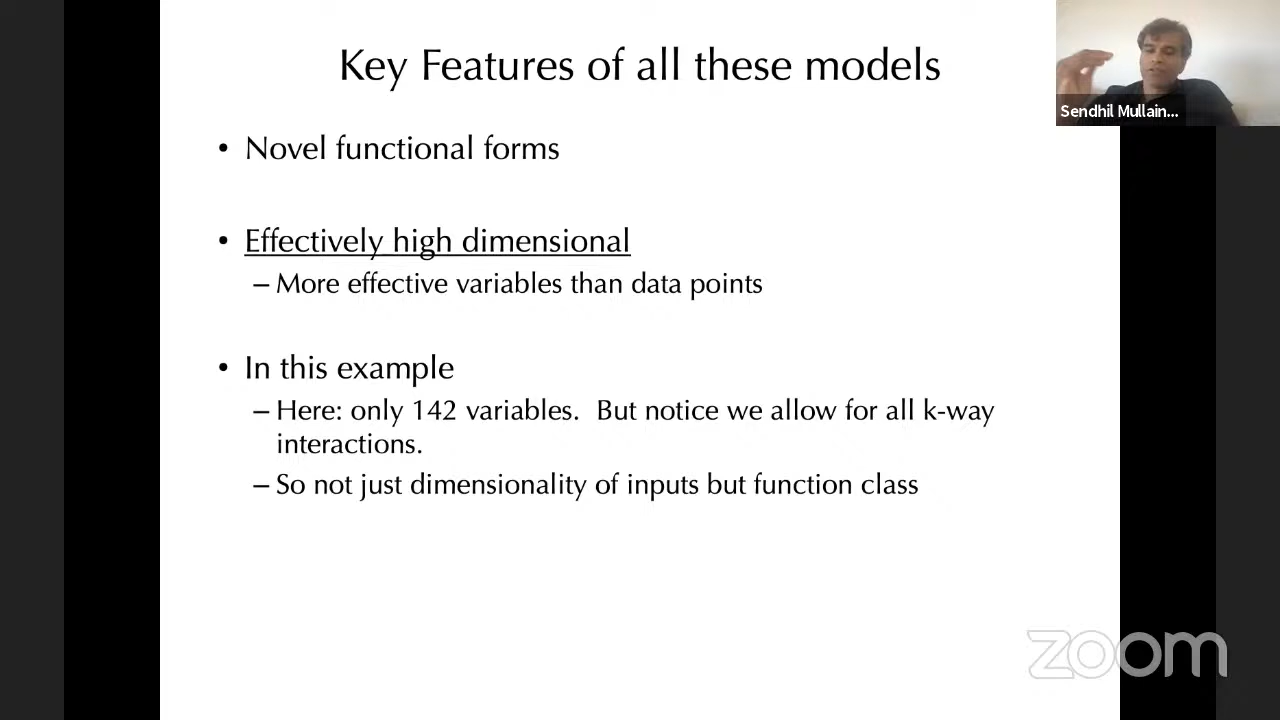 Key Features of all these models
Sendhil Mullain...
• Novel functional forms
• Effectively high dimensional
– More effective variables than data points
• In this example
– Here: only 142 variables.  But notice we allow for all k-way
interactions.
– So not just dimensionality of inputs but function class
zoom